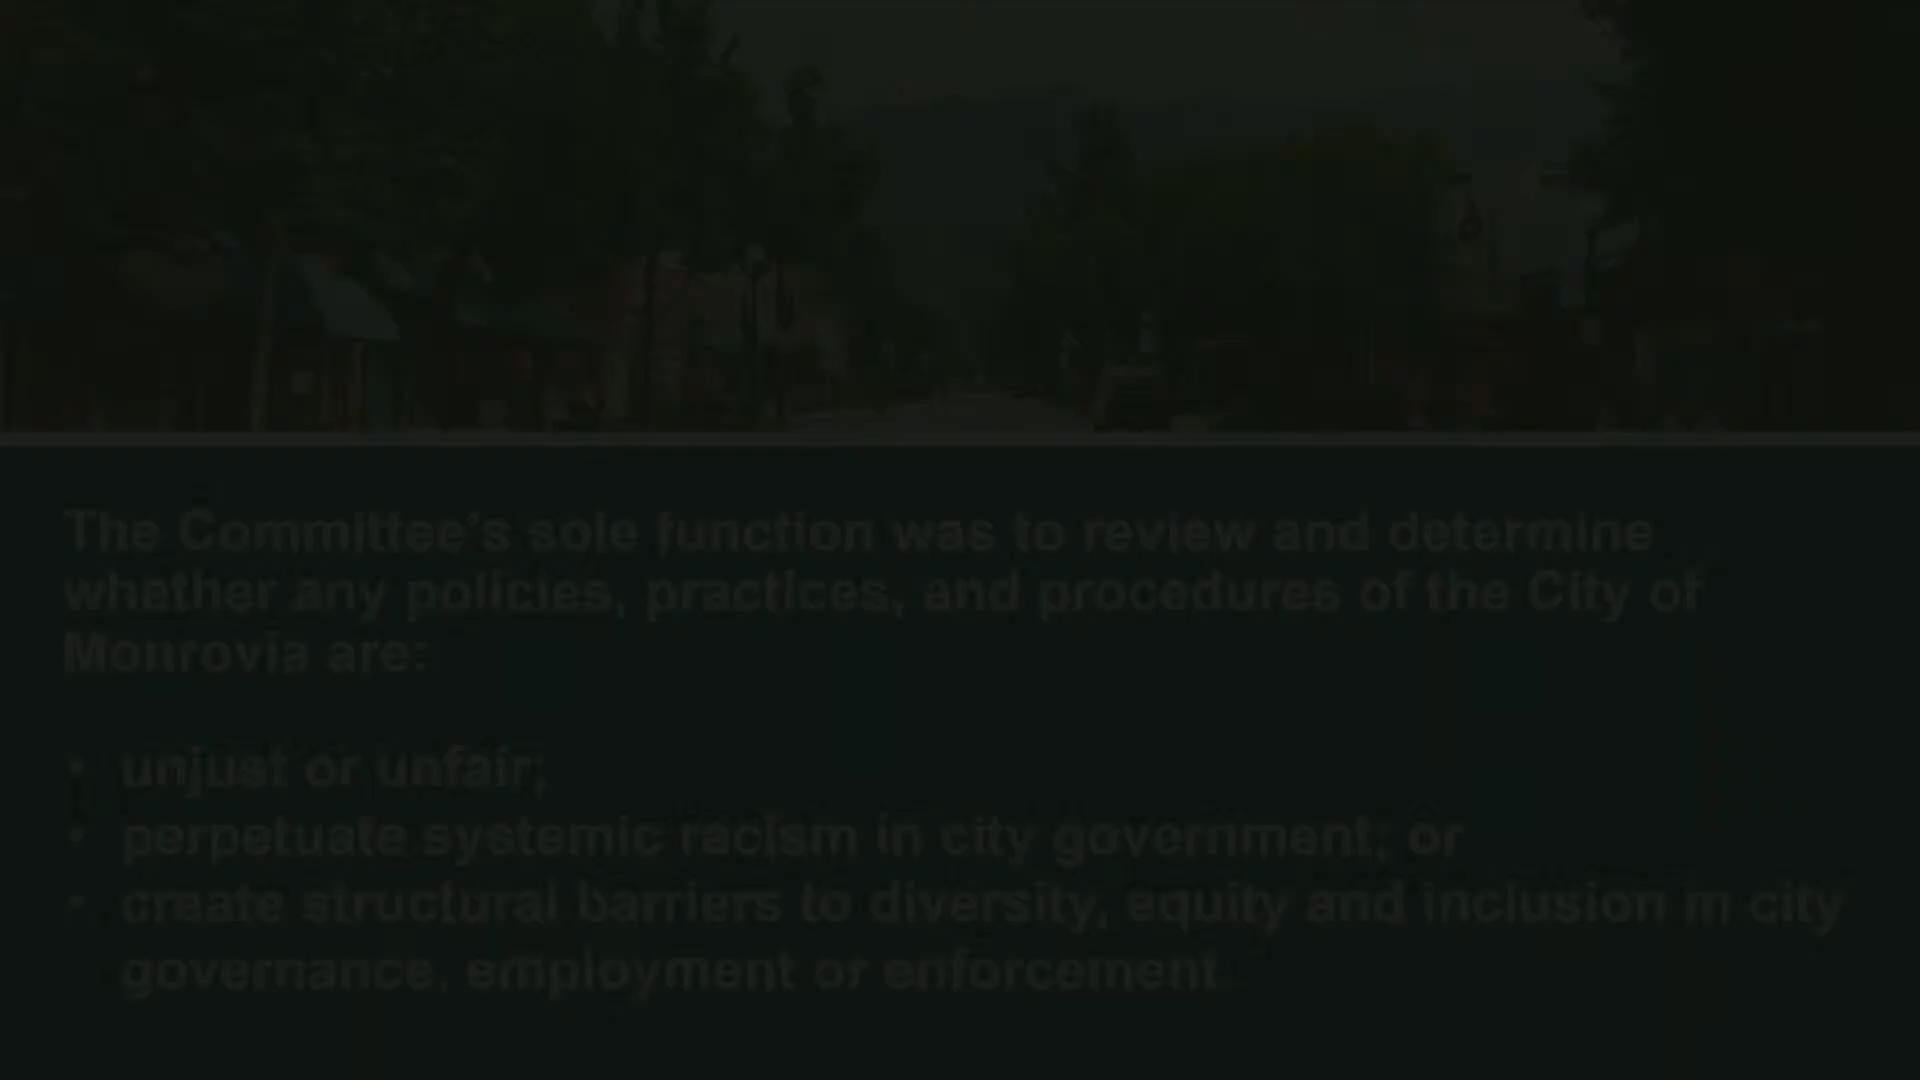 The Committee's sole function was to review and determine
whether any policies, practices, and procedures of the City of
Monrovia are:
• unjust or unfair;
• perpetuate systemic racism in city government; or
• create structural barriers to diversity, equity and inclusion in city
governance, employment or enforcement.